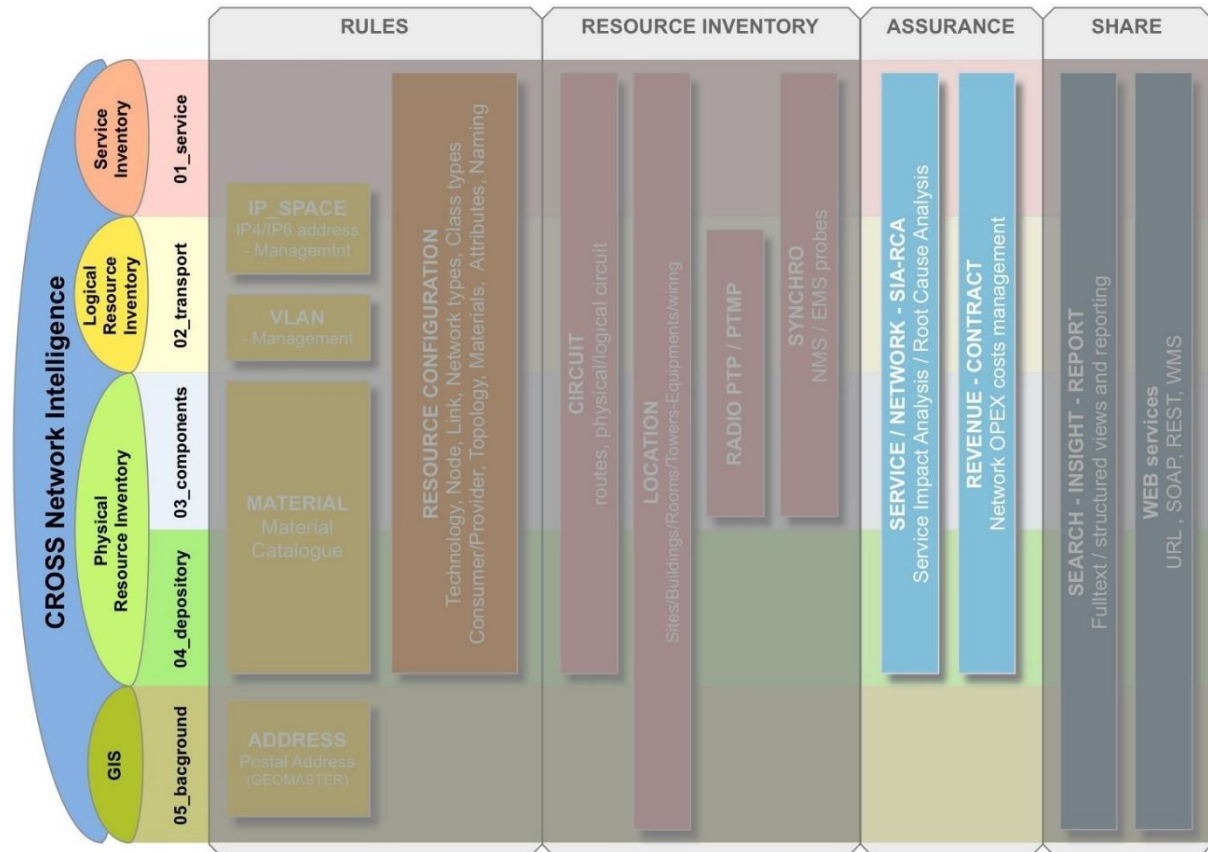 RULES
RESOURCE INVENTORY
ASSURANCE
SHARE
CROSS Network Intelligence
Service
Inventory
Logical
Resource
Inventory
Physical
Resource Inventory
GIS
01_service
02_transport
03_components
04_depository
05_bacground
IP_SPACE
IP4/IP6 address
- Managemtnt
VLAN
- Management
MATERIAL
Material
Catalogue
ADDRESS
Postal Address
(GEOMASTER)
RESOURCE CONFIGURATION
Technology, Node, Link, Network types, Class types
Consumer/Provider, Topology, Materials, Attributes, Naming
CIRCUIT
routes, physical/logical circuit
LOCATION
Sites/Buildings/Rooms/Towers-Equipments/wiring
RADIO PTP / PTMP
SYNCHRO
NMS / EMS probes
SERVICE / NETWORK - SIA-RCA
Service Impact Analysis / Root Cause Analysis
REVENUE - CONTRACT
Network OPEX costs management
SEARCH - INSIGHT - REPORT
Fulltext / structured views and reporting
WEB services
URL, SOAP, REST, WMS